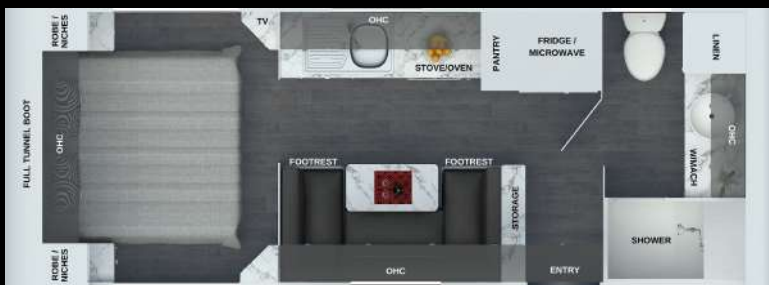 ROBE /
NICHES
TV
OHC
STOVE/OVEN
PANTRY
FRIDGE /
MICROWAVE
LINEN
FULL TUNNEL BOOT
OHC
OHC
W/MACH
FOOTREST
FOOTREST
STORAGE
SHOWER
ROBE /
NICHES
OHC
ENTRY